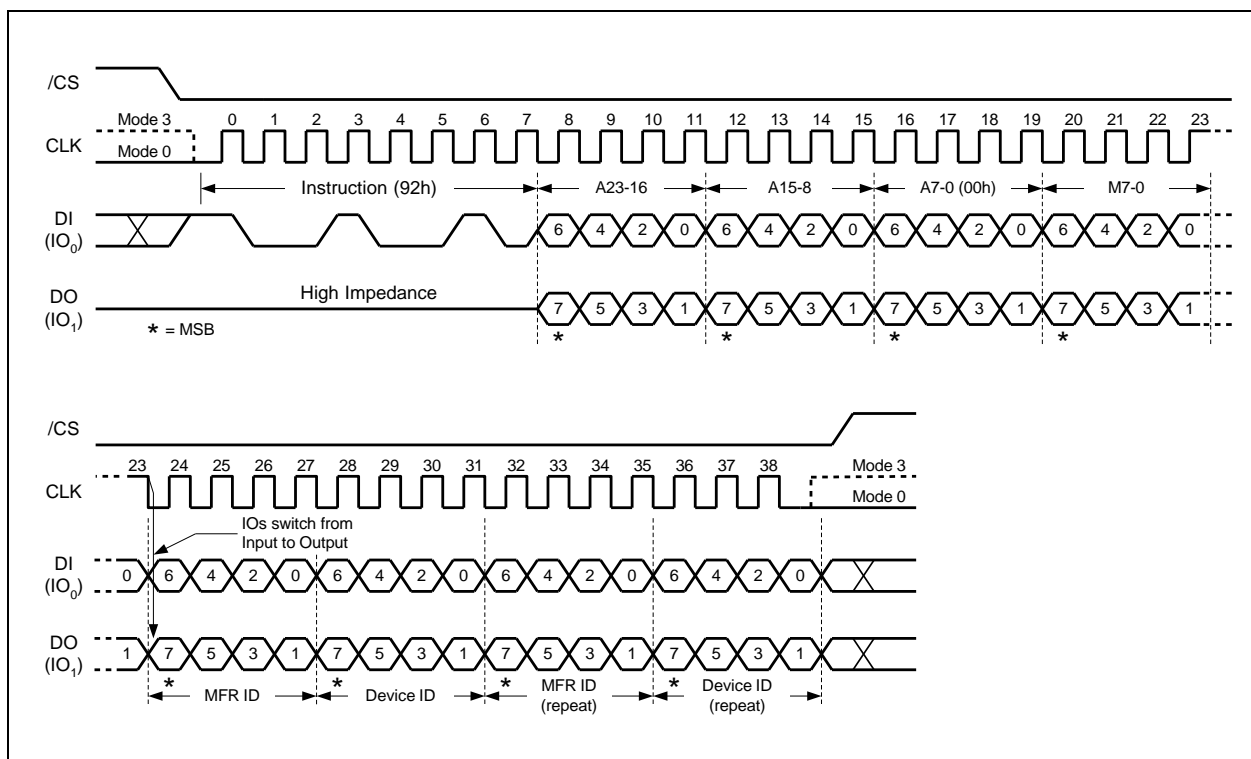 /CS
Mode 3
0 1 2 3 4 5 6 7 8 9 10 11 12 13 14 15 16 17 18 19 20 21 22 23
CLK
Mode 0
Instruction (92h) A23-16 A15-8 A7-0 (00h) M7-0
DI
(IO0)
6 4 2 0 6 4 2 0 6 4 2 0 6 4 2 0
High Impedance
DO
(IO1)
7 5 3 1 7 5 3 1 7 5 3 1 7 5 3 1
* = MSB
* * * *
/CS
23 24 25 26 27 28 29 30 31 32 33 34 35 36 37 38
Mode 3
CLK
Mode 0
IOs switch from
Input to Output
DI
(IO0)
0 6 4 2 0 6 4 2 0 6 4 2 0 6 4 2 0
DO
(IO1)
1 7 5 3 1 7 5 3 1 7 5 3 1 7 5 3 1
* * * *
MFR ID Device ID MFR ID
(repeat)
Device ID
(repeat)